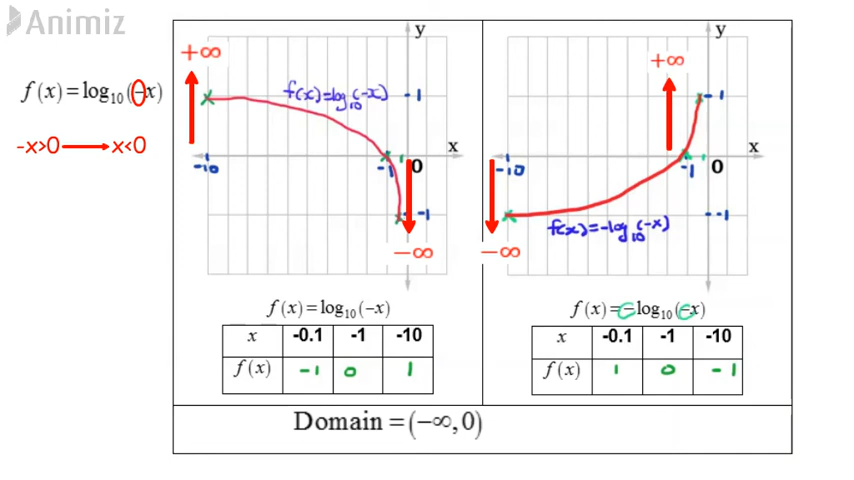 Animiz
f(x)=log₁₀(-x)
-x>0 → x<0
+∞
y
f(x)=log₁₀(-x)
1
x
-10
-1
0
-1
-∞
f(x)=log₁₀(-x)
x -0.1 -1 -10
f(x) -1 0 1
y
+∞
1
x
-10
-1
0
-1
f(x)=-log₁₀(-x)
-∞
f(x)=-log₁₀(-x)
x -0.1 -1 -10
f(x) 1 0 -1
Domain=(-∞,0)